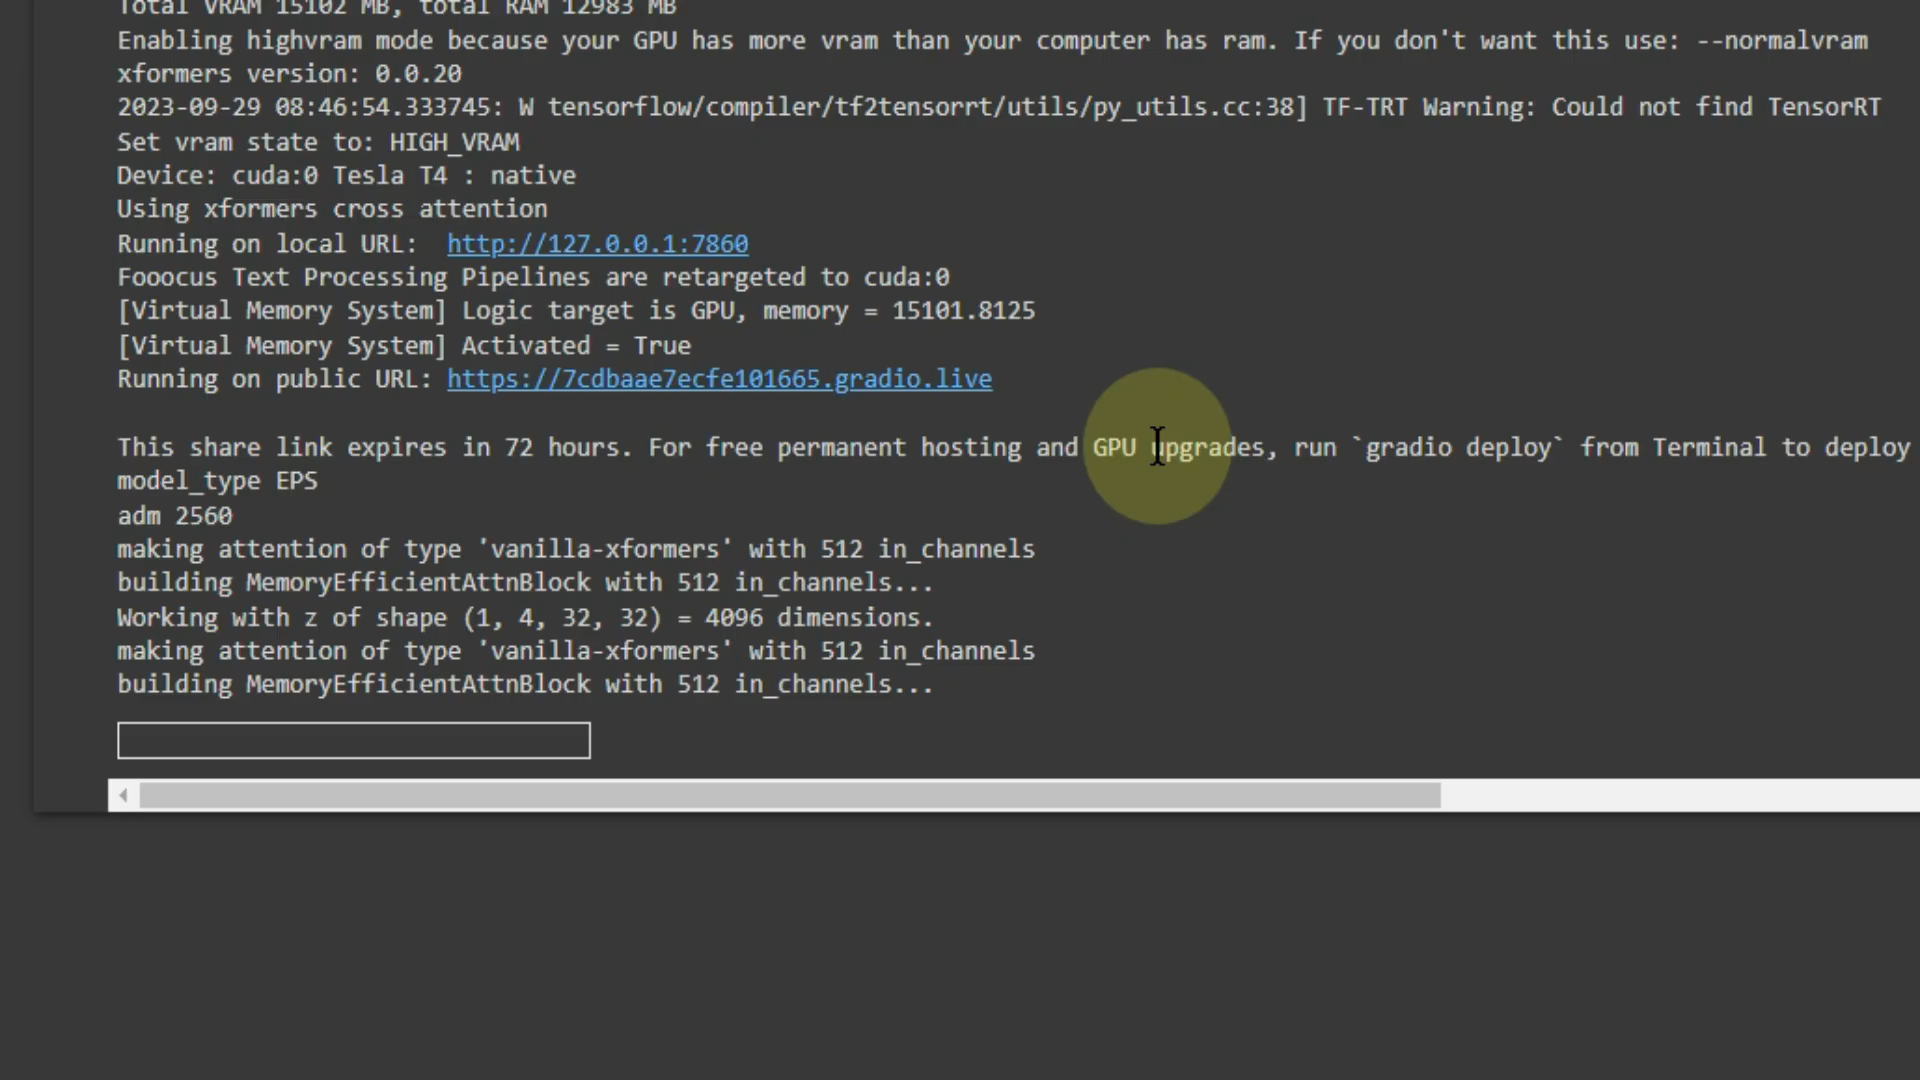 Total VRAM 15102 MB, total RAM 12983 MB
Enabling highvram mode because your GPU has more vram than your computer has ram. If you don't want this use: --normalvram
xformers version: 0.0.20
2023-09-29 08:46:54.333745: W tensorflow/compiler/tf2tensorrt/utils/py_utils.cc:38] TF-TRT Warning: Could not find TensorRT
Set vram state to: HIGH_VRAM
Device: cuda:0 Tesla T4 : native
Using xformers cross attention
Running on local URL:  http://127.0.0.1:7860
Fooocus Text Processing Pipelines are retargeted to cuda:0
[Virtual Memory System] Logic target is GPU, memory = 15101.8125
[Virtual Memory System] Activated = True
Running on public URL: https://7cdbaae7ecfe101665.gradio.live
This share link expires in 72 hours. For free permanent hosting and GPU upgrades, run `gradio deploy` from Terminal to deploy
model_type EPS
adm 2560
making attention of type 'vanilla-xformers' with 512 in_channels
building MemoryEfficientAttnBlock with 512 in_channels...
Working with z of shape (1, 4, 32, 32) = 4096 dimensions.
making attention of type 'vanilla-xformers' with 512 in_channels
building MemoryEfficientAttnBlock with 512 in_channels...